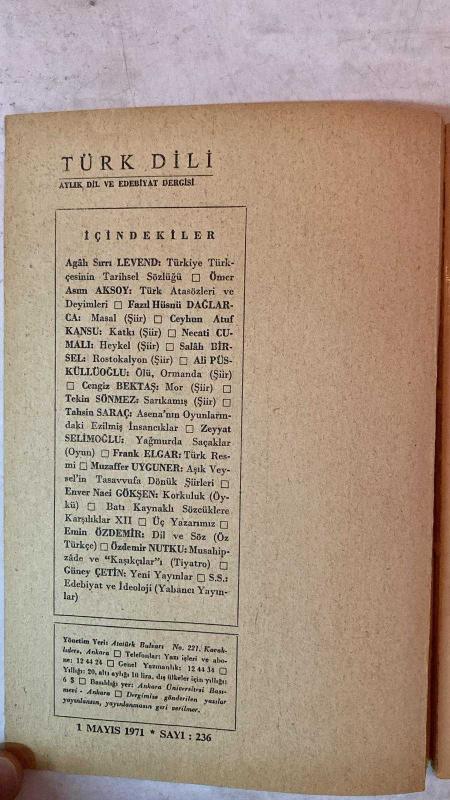 TÜRK DİLİ
AYLIK DİL VE EDEBİYAT DERGİSİ
İÇİNDEKİLER
Agâh Sırrı LEVEND: Türkiye Türk-
çesinin Tarihsel Sözlüğü □ Ömer
Asım AKSOY: Türk Atasözleri ve
Deyimleri □ Fazıl Hüsnü DAĞLAR-
CA: Masal (Şiir) □ Ceyhun Atuf
KANSU: Katkı (Şiir) □ Necati CU-
MALI: Heykel (Şiir) □ Salâh BİR-
SEL: Rostokalyon (Şiir) □ Ali PÜS-
KÜLLÜOĞLU: Ölü, Ormanda (Şiir)
□ Cengiz BEKTAŞ: Mor (Şiir) □
Tekin SÖNMEZ: Sarıkamış (Şiir) □
Tahsin SARAÇ: Asena'nın Oyunların-
daki Ezilmiş İnsancıklar □ Zeyyat
SELİMOĞLU: Yağmurda Saçaklar
(Oyun) □ Frank ELGAR: Türk Res-
mi □ Muzaffer UYGUNER: Aşık Vey-
sel'in Tasavvufa Dönük Şiirleri □
Enver Naci GÖKŞEN: Korkuluk (Öy-
kü) □ Batı Kaynaklı Sözcüklere
Karşılıklar XII □ Üç Yazarımız □
Emin ÖZDEMİR: Dil ve Söz (Öz
Türkçe) □ Özdemir NUTKU: Musahip-
zâde ve "Kaşıkçılar"ı (Tiyatro) □
Güney ÇETİN: Yeni Yayınlar □ S.S.:
Edebiyat ve İdeoloji (Yabancı Yayın-
lar)
Yönetim Yeri: Atatürk Bulvarı No. 221. Kavak-
lıdere, Ankara □ Telefonlar: Yazı işleri ve abo-
ne: 12 44 24 □ Genel Yazmanlık: 12 44 34 □
Yıllığı: 20, altı aylığı 10 lira, dış ülkeler için yıllığı:
6 $ □ Basıldığı yer: Ankara Üniversitesi Bası-
mevi - Ankara □ Dergimize gönderilen yazılar
yayınlansın, yayınlanmasın geri verilmez.
1 MAYIS 1971 * SAYI : 236